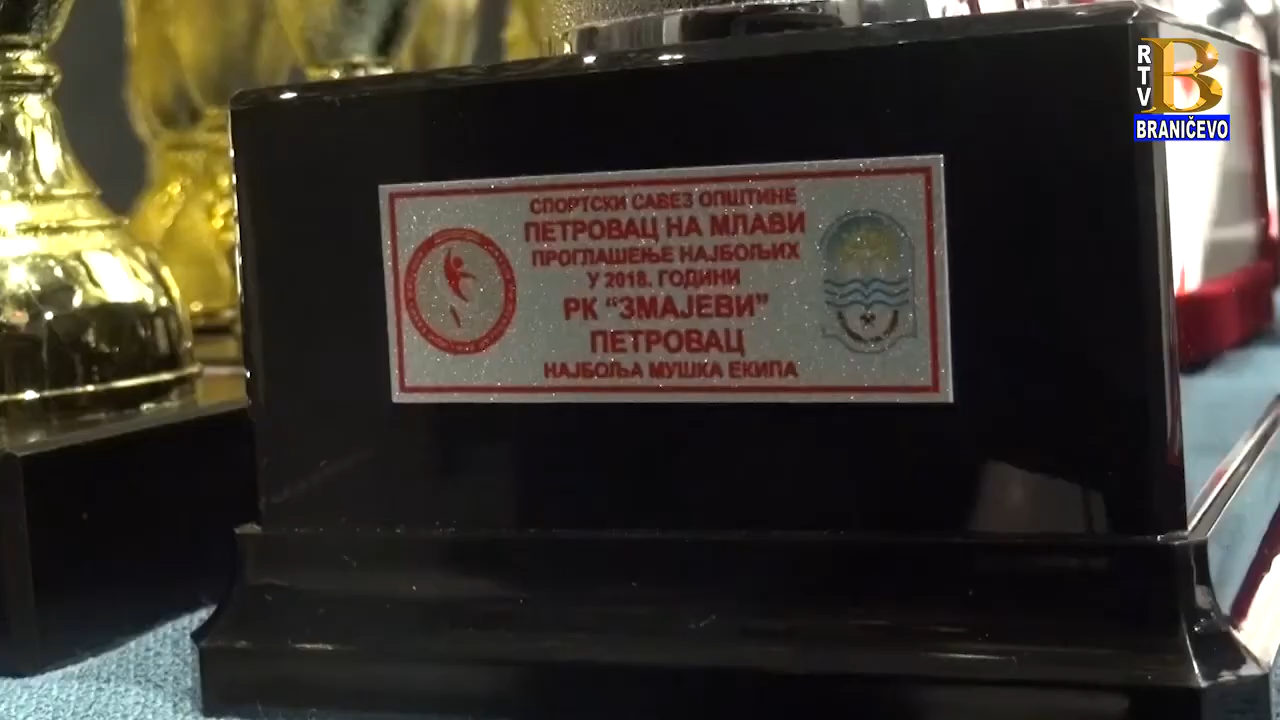 СПОРТСКИ САВЕЗ ОПШТИНЕ
ПЕТРОВАЦ НА МЛАВИ
ПРОГЛАШЕЊЕ НАЈБОЉИХ
У 2018. ГОДИНИ
РК “ЗМАЈЕВИ”
ПЕТРОВАЦ
НАЈБОЉА МУШКА ЕКИПА
RTV B
BRANIČEVO